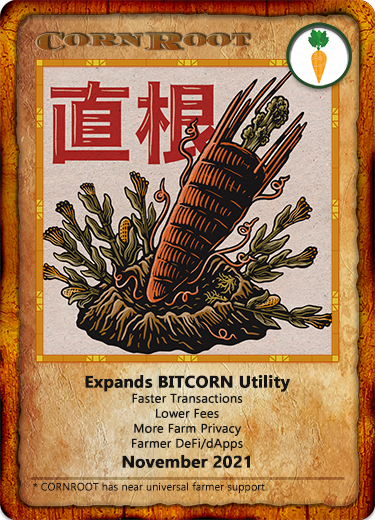 CORNROOT
直根
Expands BITCORN Utility
Faster Transactions
Lower Fees
More Farm Privacy
Farmer DeFi/dApps
November 2021
* CORNROOT has near universal farmer support